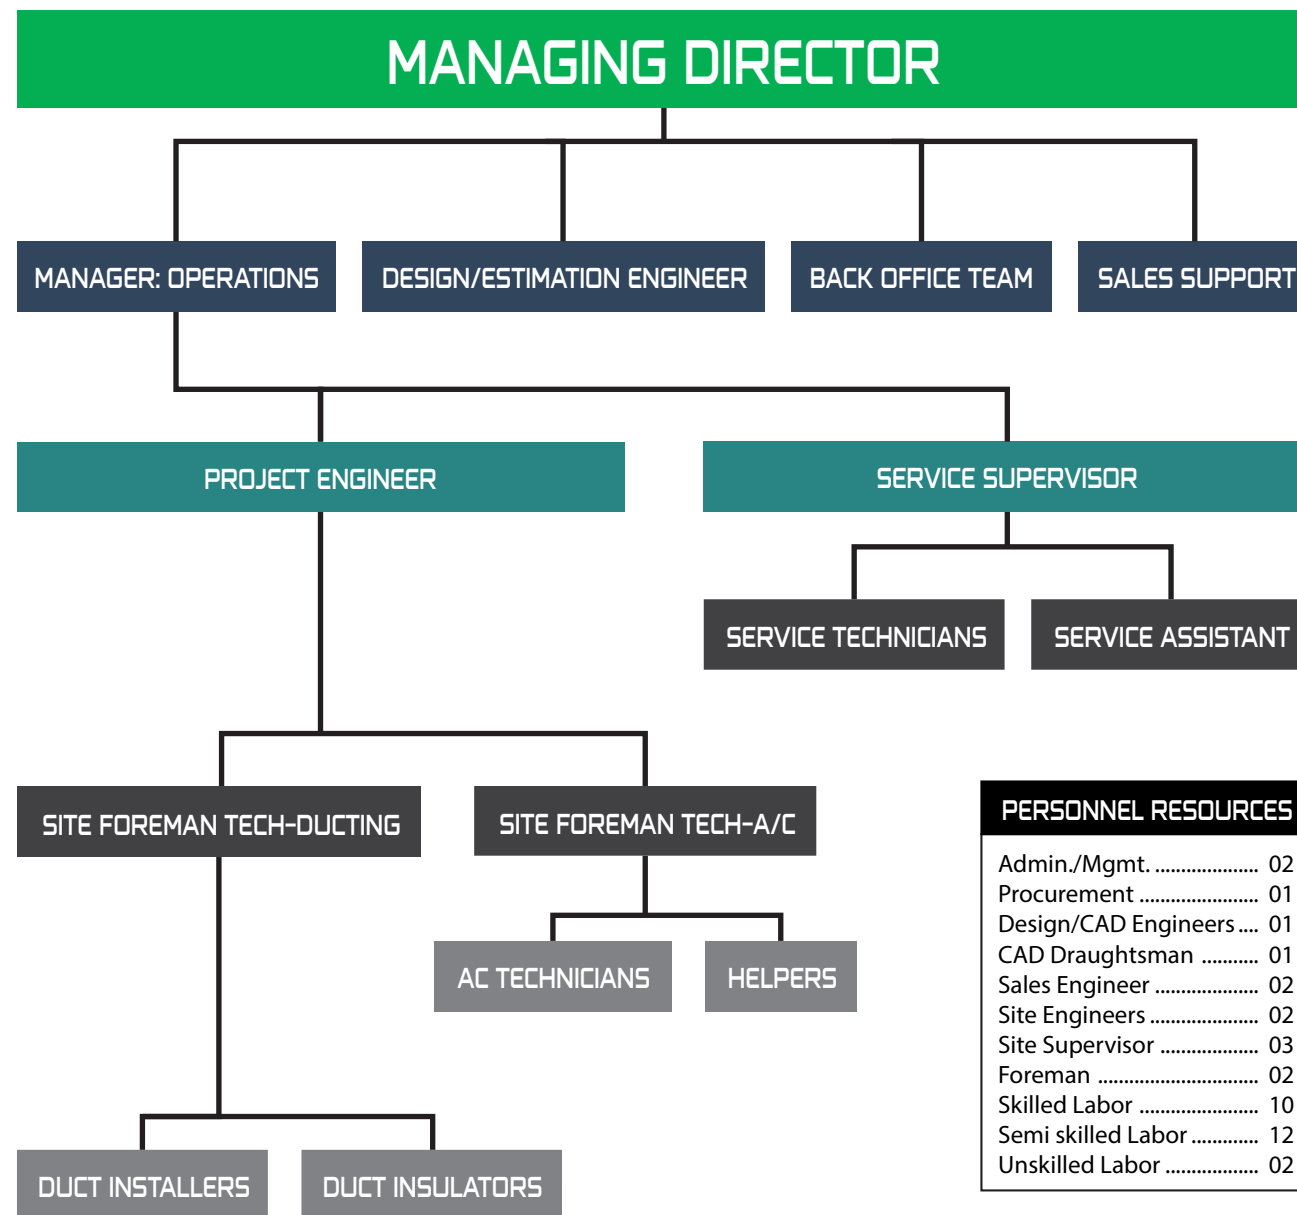 MANAGING DIRECTOR
MANAGER: OPERATIONS
DESIGN/ESTIMATION ENGINEER
BACK OFFICE TEAM
SALES SUPPORT
PROJECT ENGINEER
SERVICE SUPERVISOR
SERVICE TECHNICIANS
SERVICE ASSISTANT
SITE FOREMAN TECH-DUCTING
SITE FOREMAN TECH-A/C
AC TECHNICIANS
HELPERS
DUCT INSTALLERS
DUCT INSULATORS
PERSONNEL RESOURCES
Admin./Mgmt. .................... 02
Procurement ....................... 01
Design/CAD Engineers .... 01
CAD Draughtsman ........... 01
Sales Engineer .................... 02
Site Engineers ..................... 02
Site Supervisor ................... 03
Foreman ............................... 02
Skilled Labor ....................... 10
Semi skilled Labor ............. 12
Unskilled Labor .................. 02